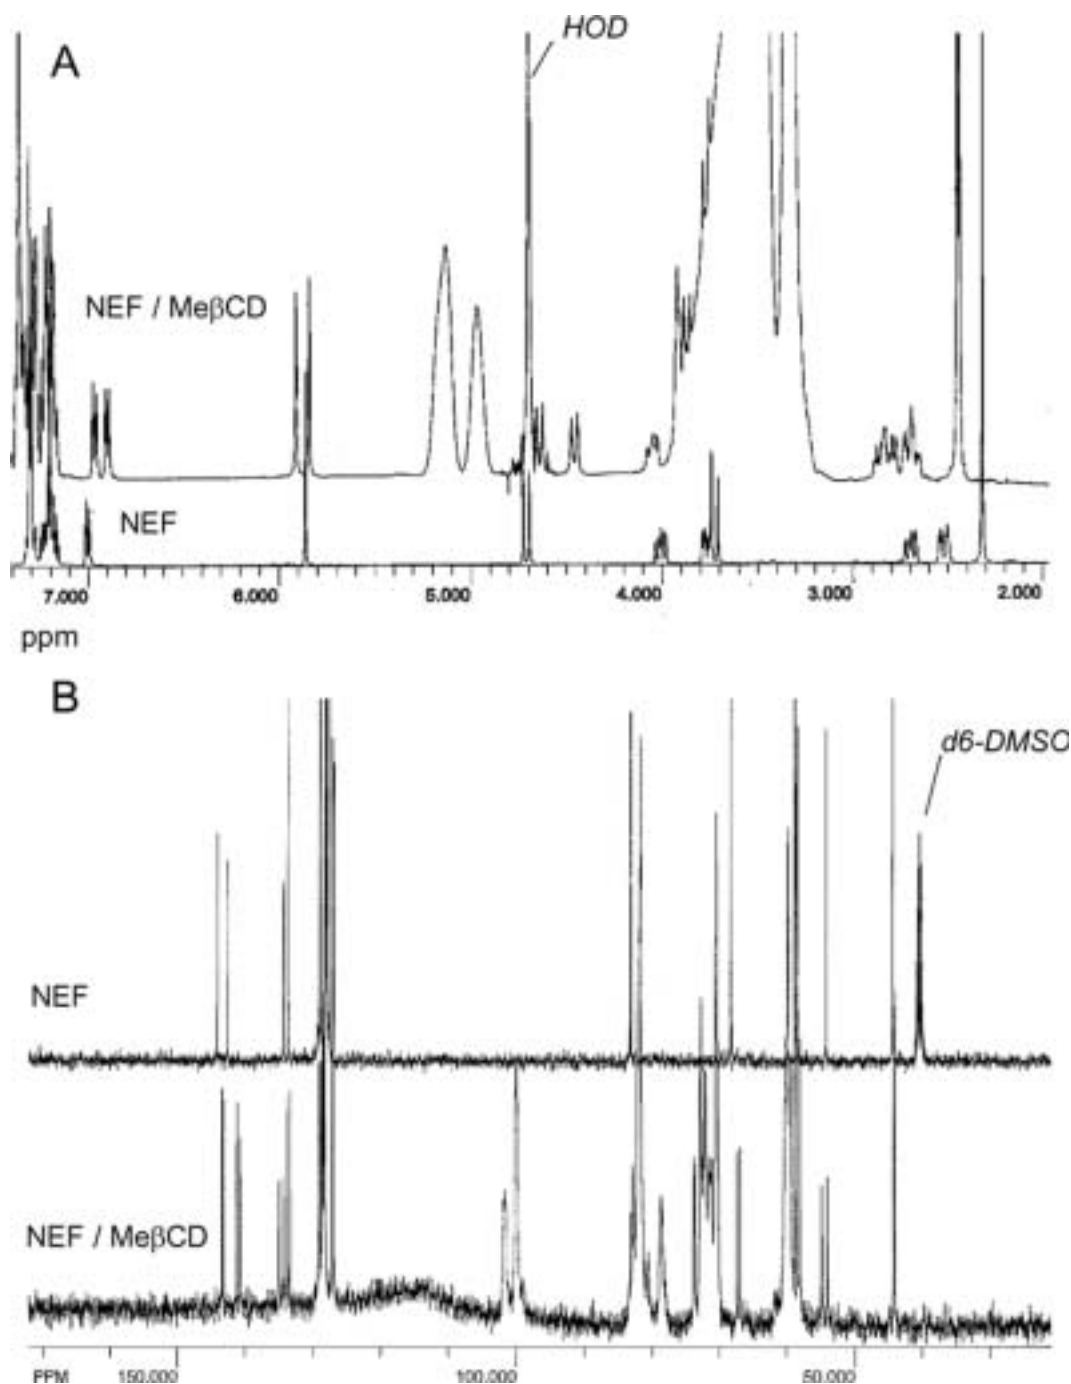 A
HOD
NEF / MeβCD
NEF
7.000 6.000 5.000 4.000 3.000 2.000
ppm
B
d6-DMSO
NEF
NEF / MeβCD
PPM 150.000 100.000 50.000